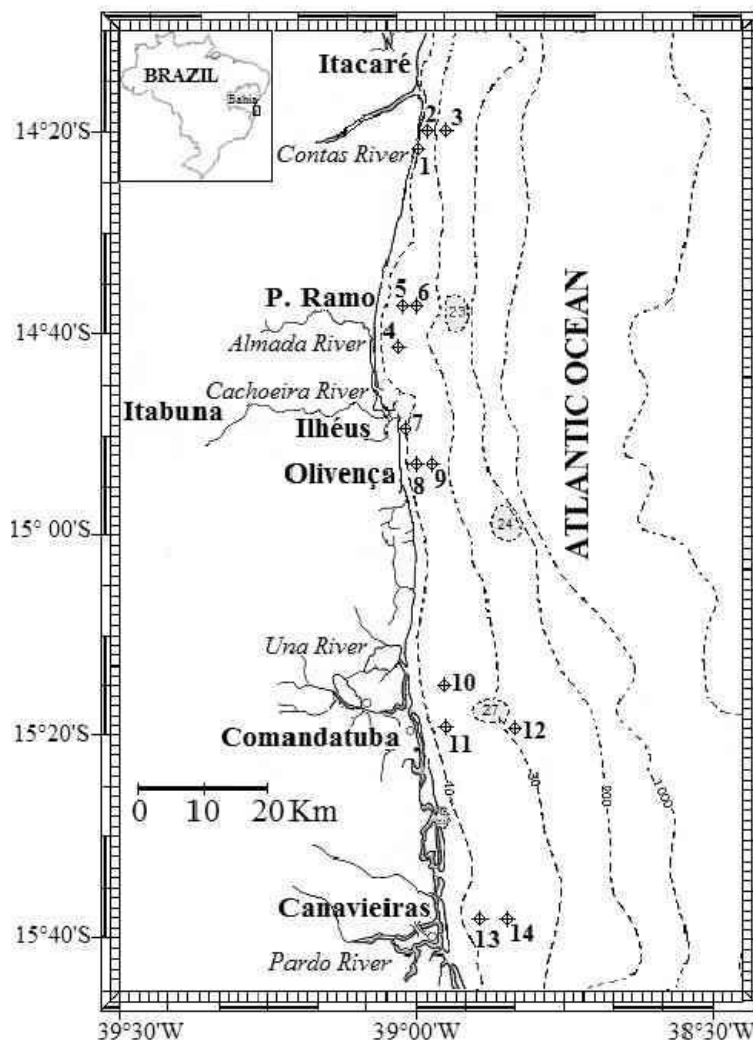 BRAZIL
Bahia
Itacaré
14°20'S
2
3
Contas River
1
P. Ramo
5
6
23
14°40'S
Almada River
4
Cachoeira River
Itabuna
Ilhéus
7
Olivença
8
9
ATLANTIC OCEAN
15° 00'S
24
Una River
10
27
15°20'S
Comandatuba
11
12
0 10 20 Km
10
30
200
1000
Canavieiras
15°40'S
13
14
Pardo River
39°30'W
39°00'W
38°30'W